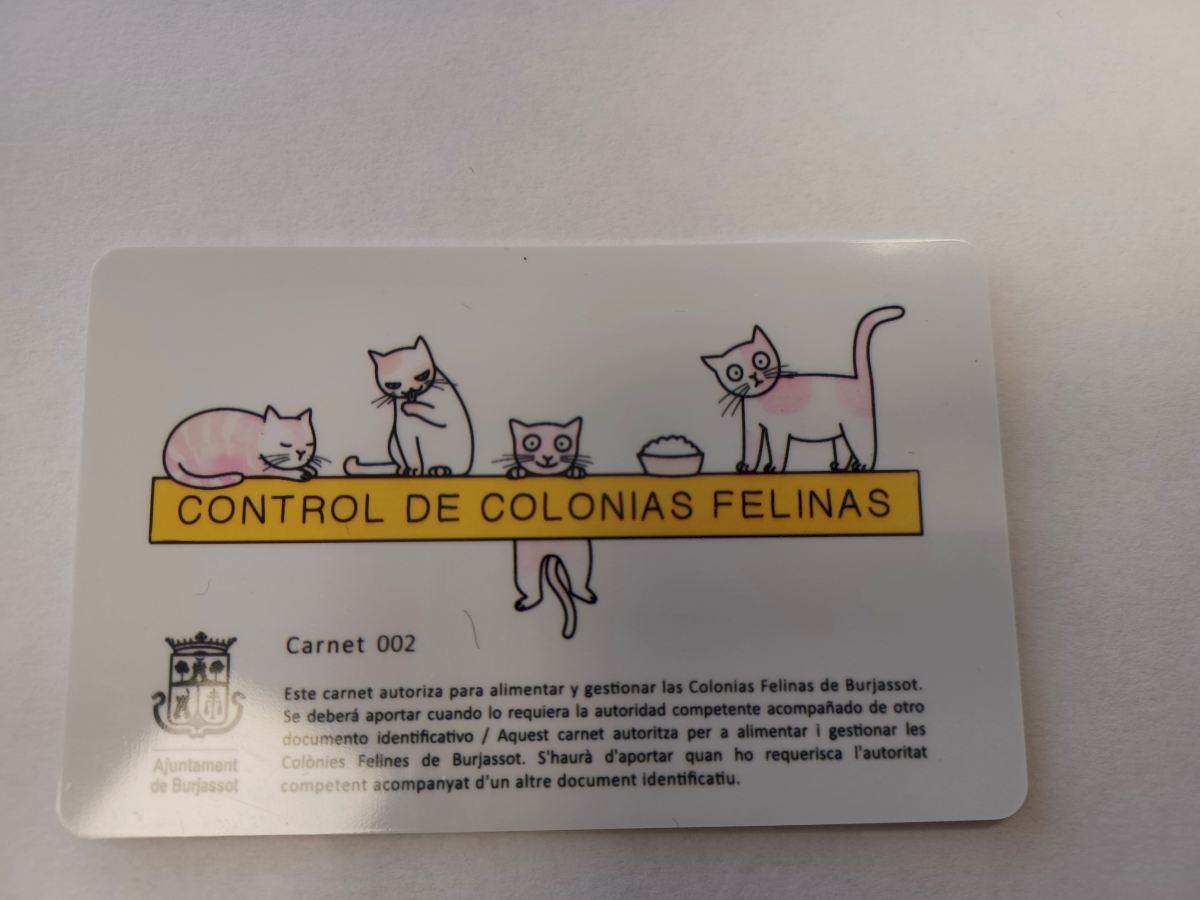 CONTROL DE COLONIAS FELINAS
Carnet 002
Este carnet autoriza para alimentar y gestionar las Colonias Felinas de Burjassot.
Se deberá aportar cuando lo requiera la autoridad competente acompañado de otro
documento identificativo / Aquest carnet autoritza per a alimentar i gestionar les
Colònies Felines de Burjassot. S'haurà d'aportar quan ho requerisca l'autoritat
competent acompanyat d'un altre document identificatiu.
Ajuntament
de Burjassot